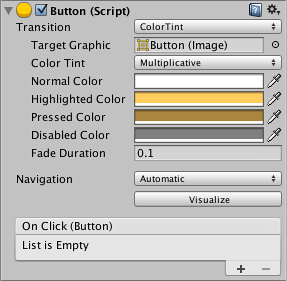 Button (Script)
Transition ColorTint
Target Graphic Button (Image)
Color Tint Multiplicative
Normal Color
Highlighted Color
Pressed Color
Disabled Color
Fade Duration 0.1
Navigation Automatic
Visualize
On Click (Button)
List is Empty
+ −